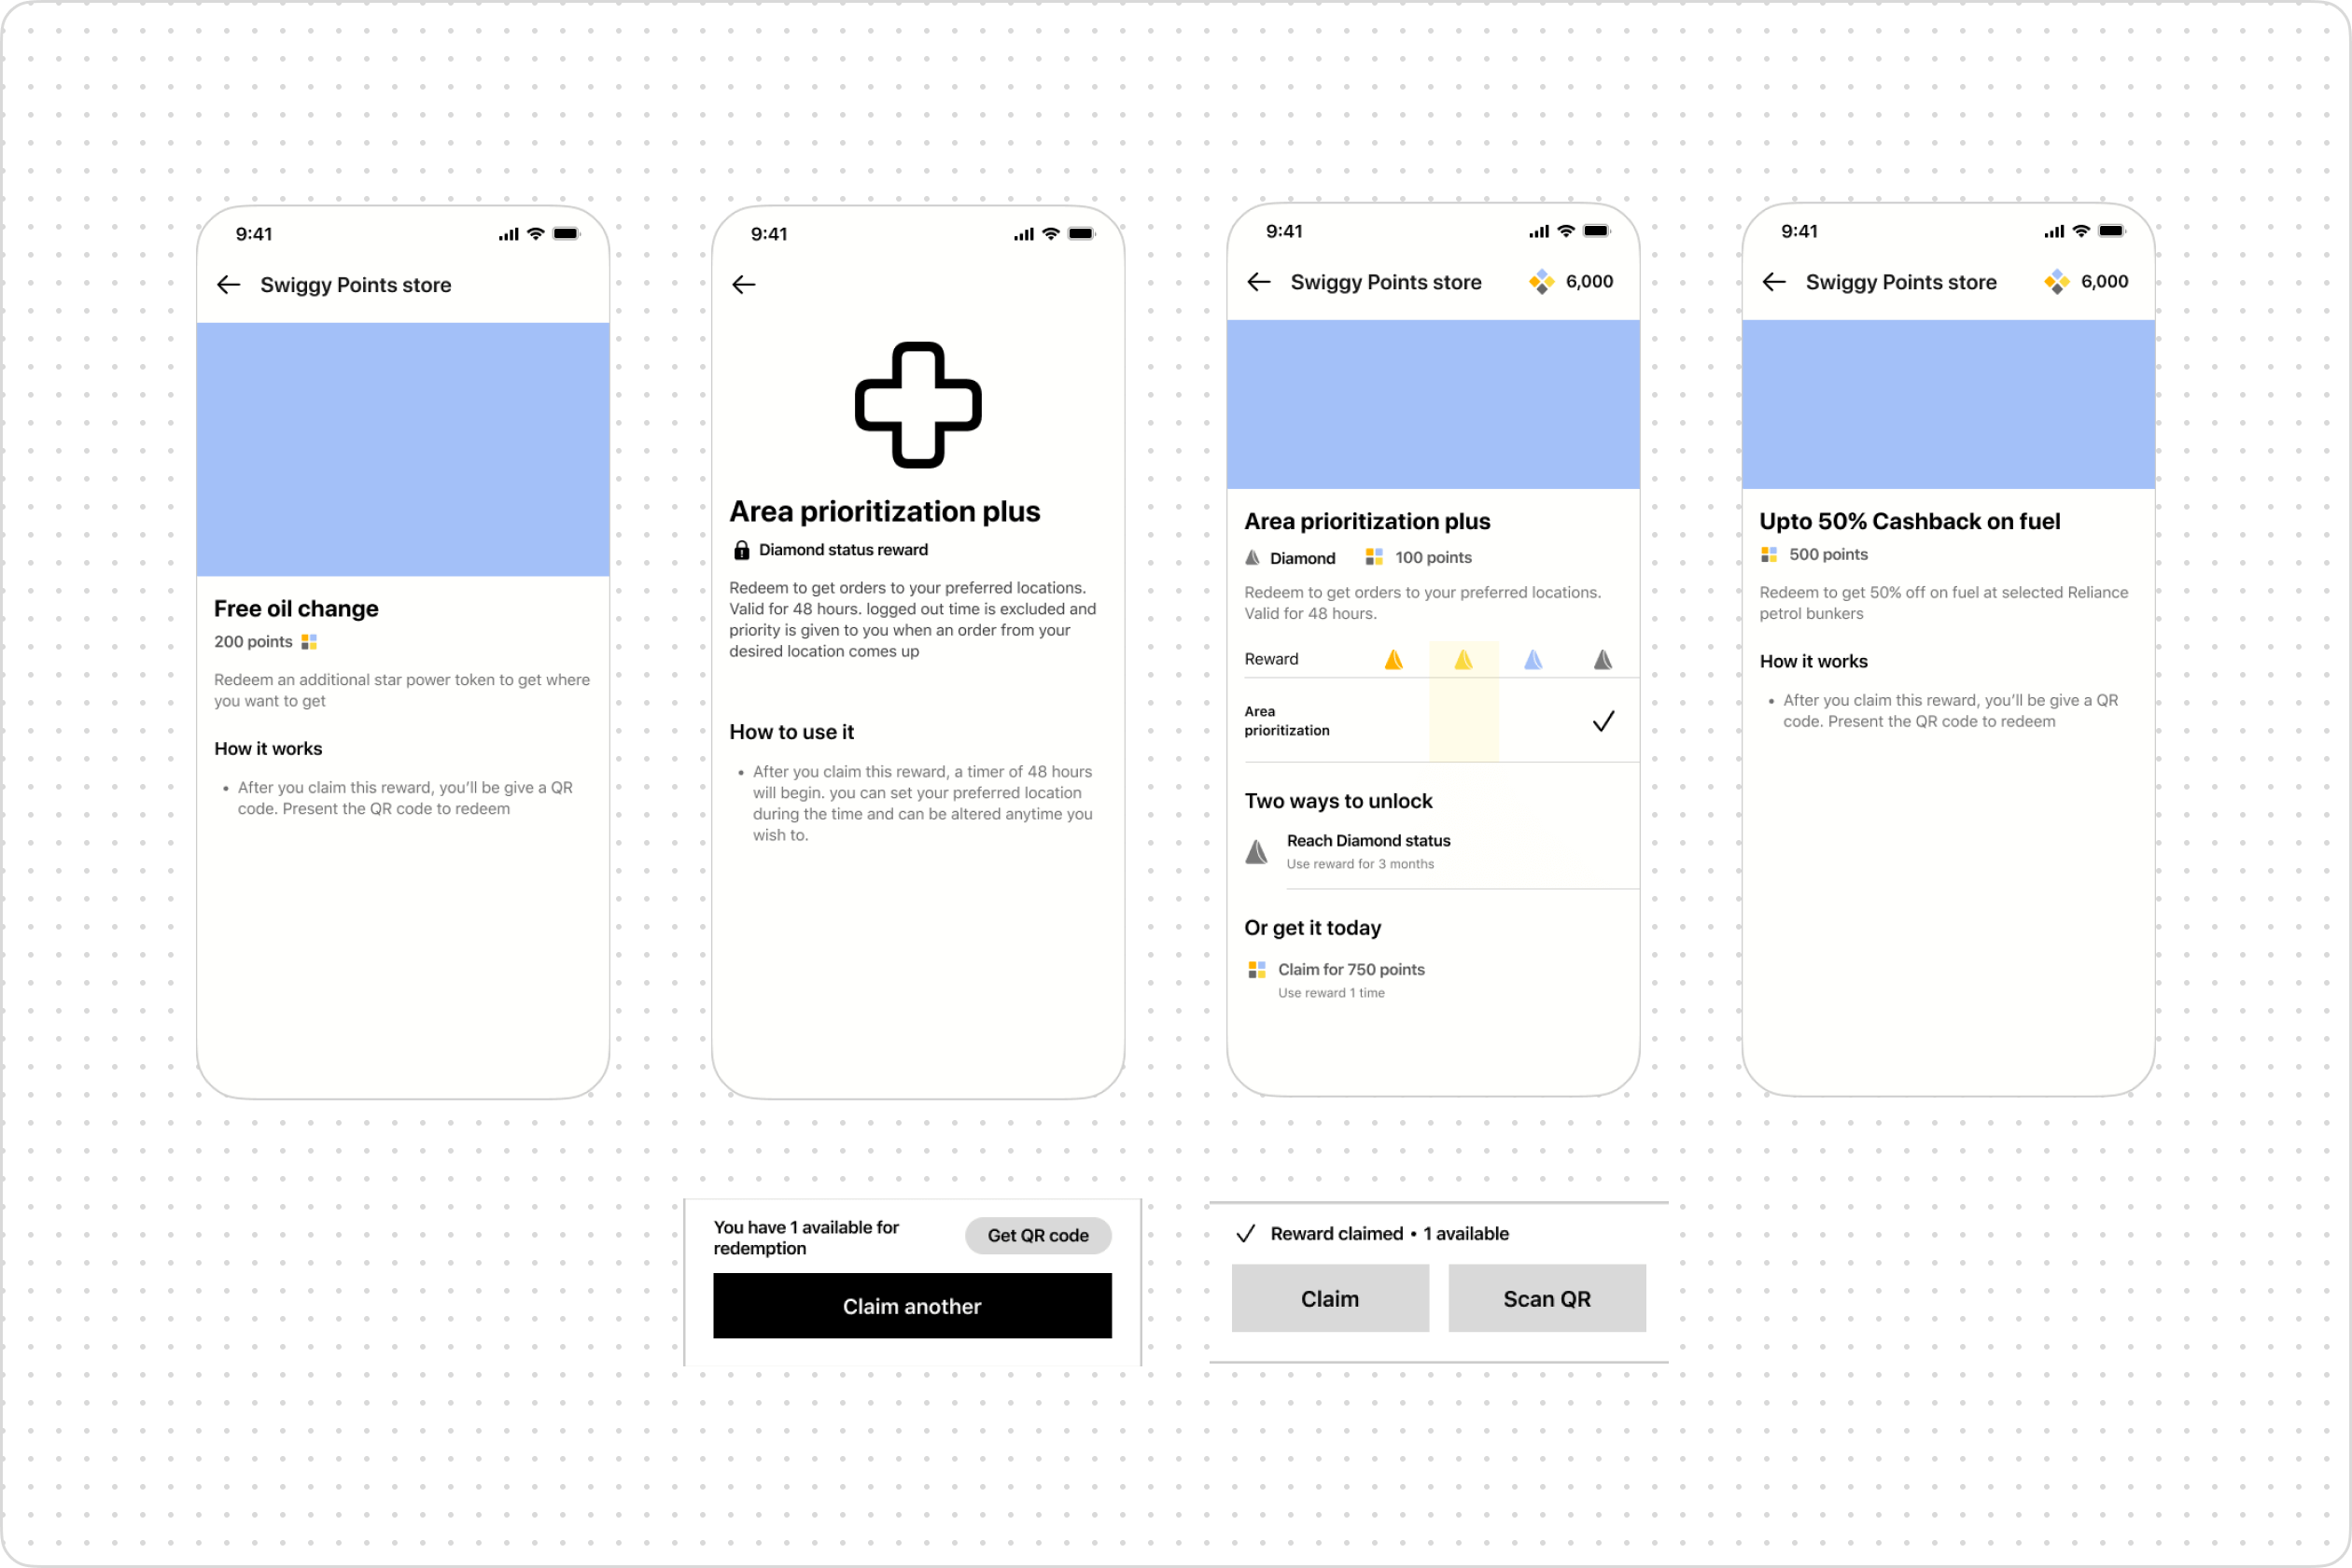 9:41
Swiggy Points store
Free oil change
200 points
Redeem an additional star power token to get where
you want to get
How it works
• After you claim this reward, you’ll be give a QR
code. Present the QR code to redeem
9:41
Area prioritization plus
Diamond status reward
Redeem to get orders to your preferred locations.
Valid for 48 hours. logged out time is excluded and
priority is given to you when an order from your
desired location comes up
How to use it
• After you claim this reward, a timer of 48 hours
will begin. you can set your preferred location
during the time and can be altered anytime you
wish to.
9:41
Swiggy Points store 6,000
Area prioritization plus
Diamond 100 points
Redeem to get orders to your preferred locations.
Valid for 48 hours.
Reward
Area
prioritization
Two ways to unlock
Reach Diamond status
Use reward for 3 months
Or get it today
Claim for 750 points
Use reward 1 time
9:41
Swiggy Points store 6,000
Upto 50% Cashback on fuel
500 points
Redeem to get 50% off on fuel at selected Reliance
petrol bunkers
How it works
• After you claim this reward, you’ll be give a QR
code. Present the QR code to redeem
You have 1 available for
redemption
Get QR code
Claim another
Reward claimed • 1 available
Claim
Scan QR